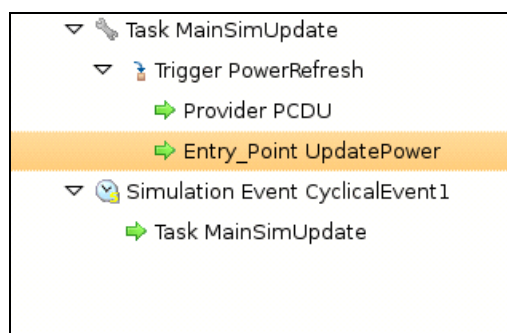 Task MainSimUpdate
Trigger PowerRefresh
Provider PCDU
Entry_Point UpdatePower
Simulation Event CyclicalEvent1
Task MainSimUpdate